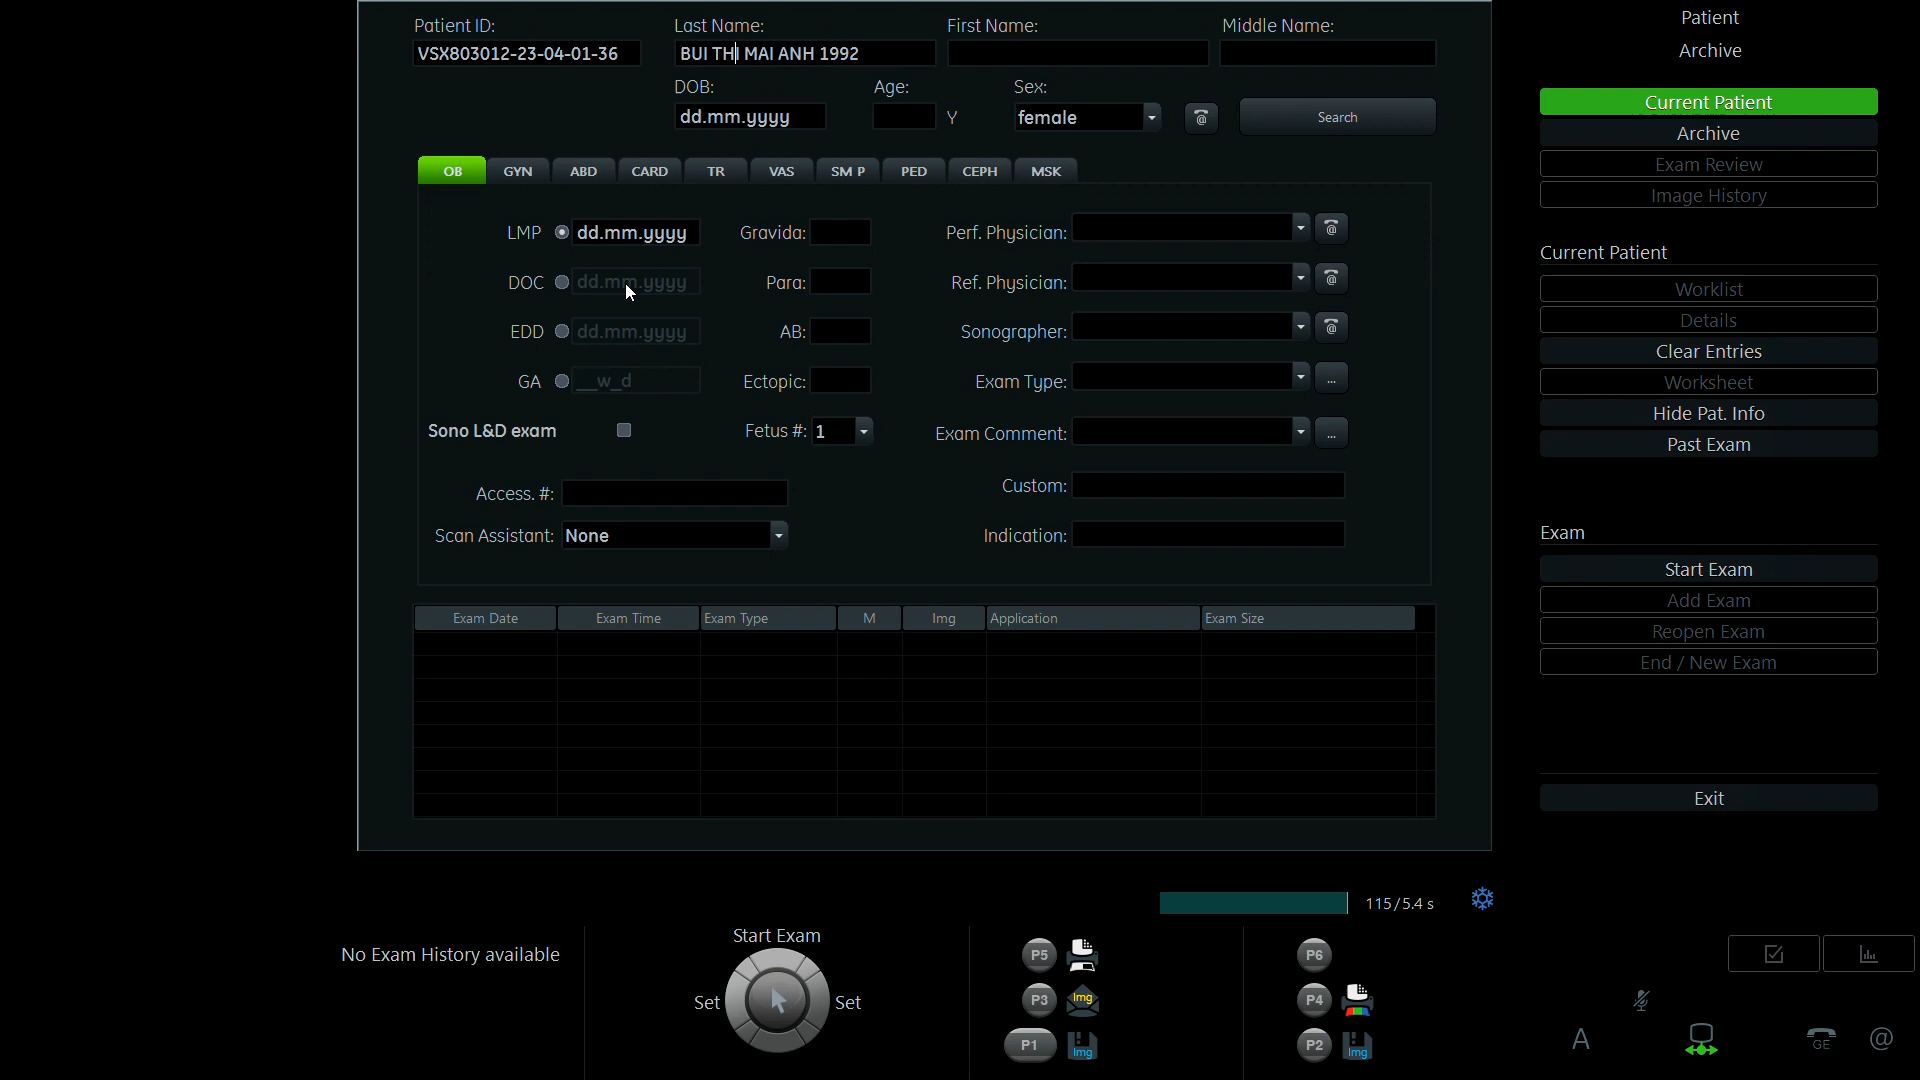 Patient ID: Last Name: First Name: Middle Name:
VSX803012-23-04-01-36 BUI THI MAI ANH 1992
DOB: Age: Sex:
dd.mm.yyyy Y female @ Search
OB GYN ABD CARD TR VAS SM P PED CEPH MSK
LMP dd.mm.yyyy Gravida: Perf. Physician: @
DOC dd.mm.yyyy Para: Ref. Physician: @
EDD dd.mm.yyyy AB: Sonographer: @
GA __w_d Ectopic: Exam Type: ...
Sono L&D exam Fetus #: 1 Exam Comment: ...
Access. #: Custom:
Scan Assistant: None Indication:
Exam Date Exam Time Exam Type M Img Application Exam Size
Patient
Archive
Current Patient
Archive
Exam Review
Image History
Current Patient
Worklist
Details
Clear Entries
Worksheet
Hide Pat. Info
Past Exam
Exam
Start Exam
Add Exam
Reopen Exam
End / New Exam
Exit
115/5.4 s
No Exam History available
Start Exam
Set Set
P5 P6
P3 Img P4
P1 Img P2 Img
A GE @